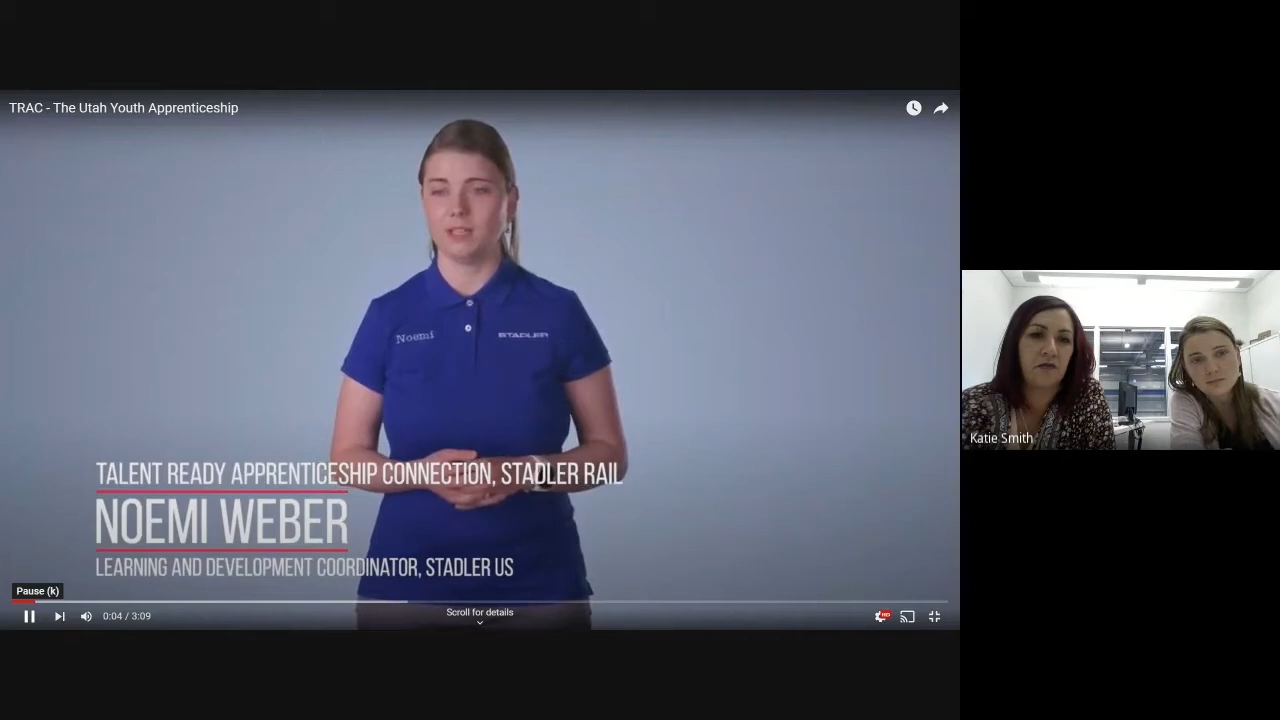 TRAC - The Utah Youth Apprenticeship
Noemi
STADLER
TALENT READY APPRENTICESHIP CONNECTION, STADLER RAIL
NOEMI WEBER
LEARNING AND DEVELOPMENT COORDINATOR, STADLER US
Pause (k)
0:04 / 3:09
Scroll for details
HD
Katie Smith